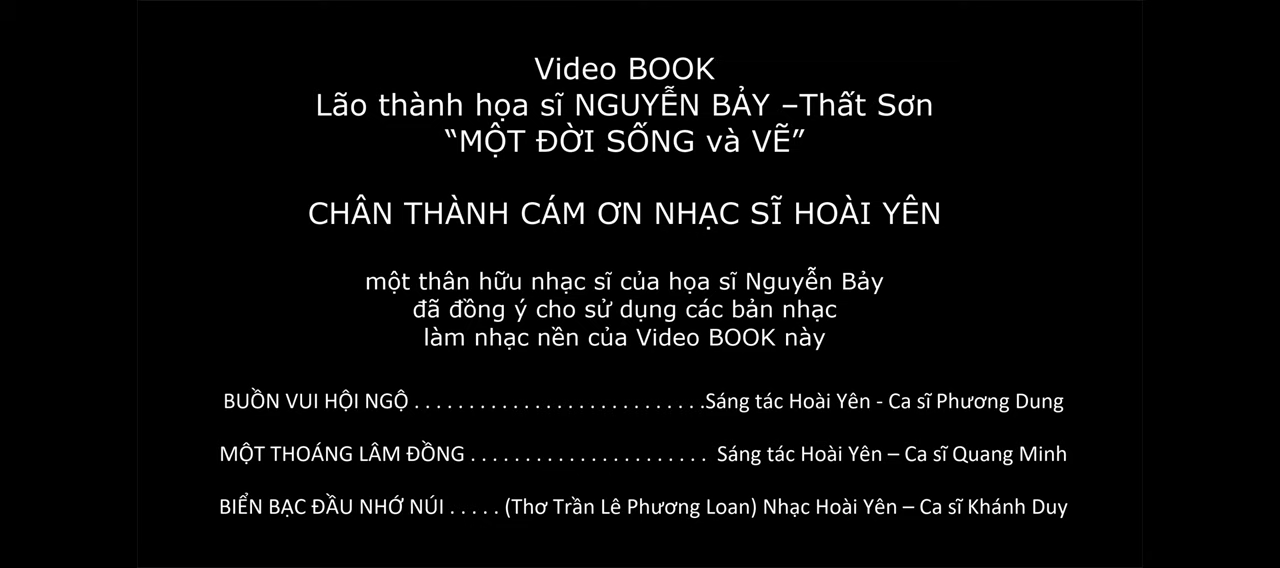 Video BOOK
Lão thành họa sĩ NGUYỄN BẢY –Thất Sơn
“MỘT ĐỜI SỐNG và VẼ”
CHÂN THÀNH CÁM ƠN NHẠC SĨ HOÀI YÊN
một thân hữu nhạc sĩ của họa sĩ Nguyễn Bảy
đã đồng ý cho sử dụng các bản nhạc
làm nhạc nền của Video BOOK này
BUỒN VUI HỘI NGỘ . . . . . . . . . . . . . . . . . . . . . . . . . . .Sáng tác Hoài Yên - Ca sĩ Phương Dung
MỘT THOÁNG LÂM ĐỒNG . . . . . . . . . . . . . . . . . . . . . . Sáng tác Hoài Yên – Ca sĩ Quang Minh
BIỂN BẠC ĐẦU NHỚ NÚI . . . . . (Thơ Trần Lê Phương Loan) Nhạc Hoài Yên – Ca sĩ Khánh Duy